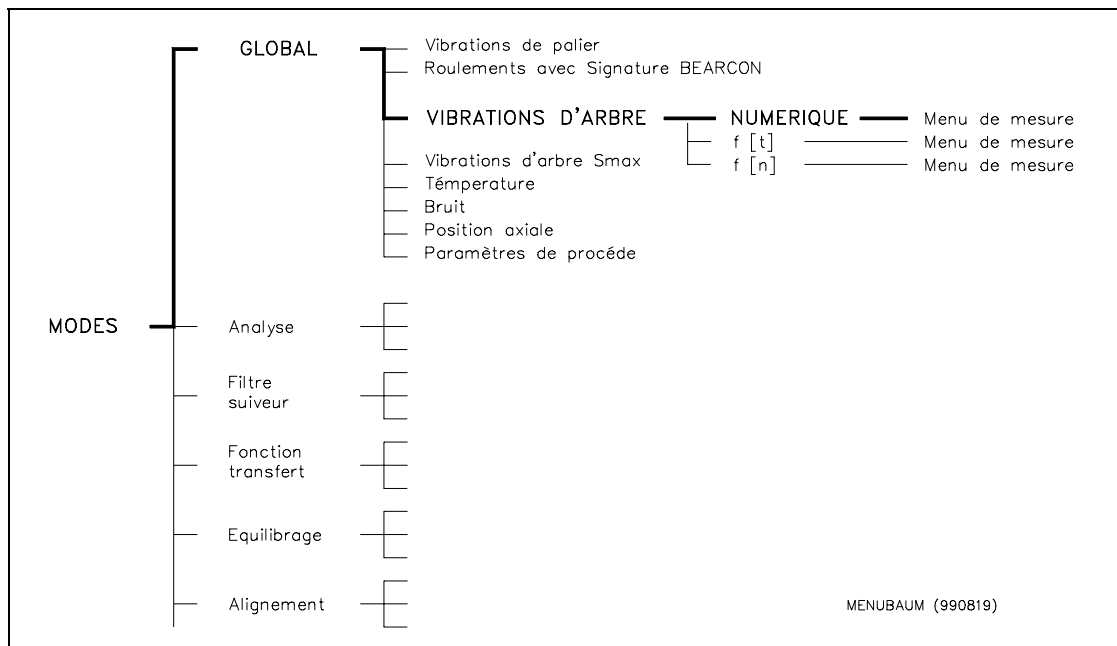 GLOBAL
Vibrations de palier
Roulements avec Signature BEARCON
VIBRATIONS D'ARBRE
NUMERIQUE
Menu de mesure
f [t]
Menu de mesure
f [n]
Menu de mesure
Vibrations d'arbre Smax
Témperature
Bruit
Position axiale
Paramètres de procéde
MODES
Analyse
Filtre
suiveur
Fonction
transfert
Equilibrage
Alignement
MENUBAUM (990819)